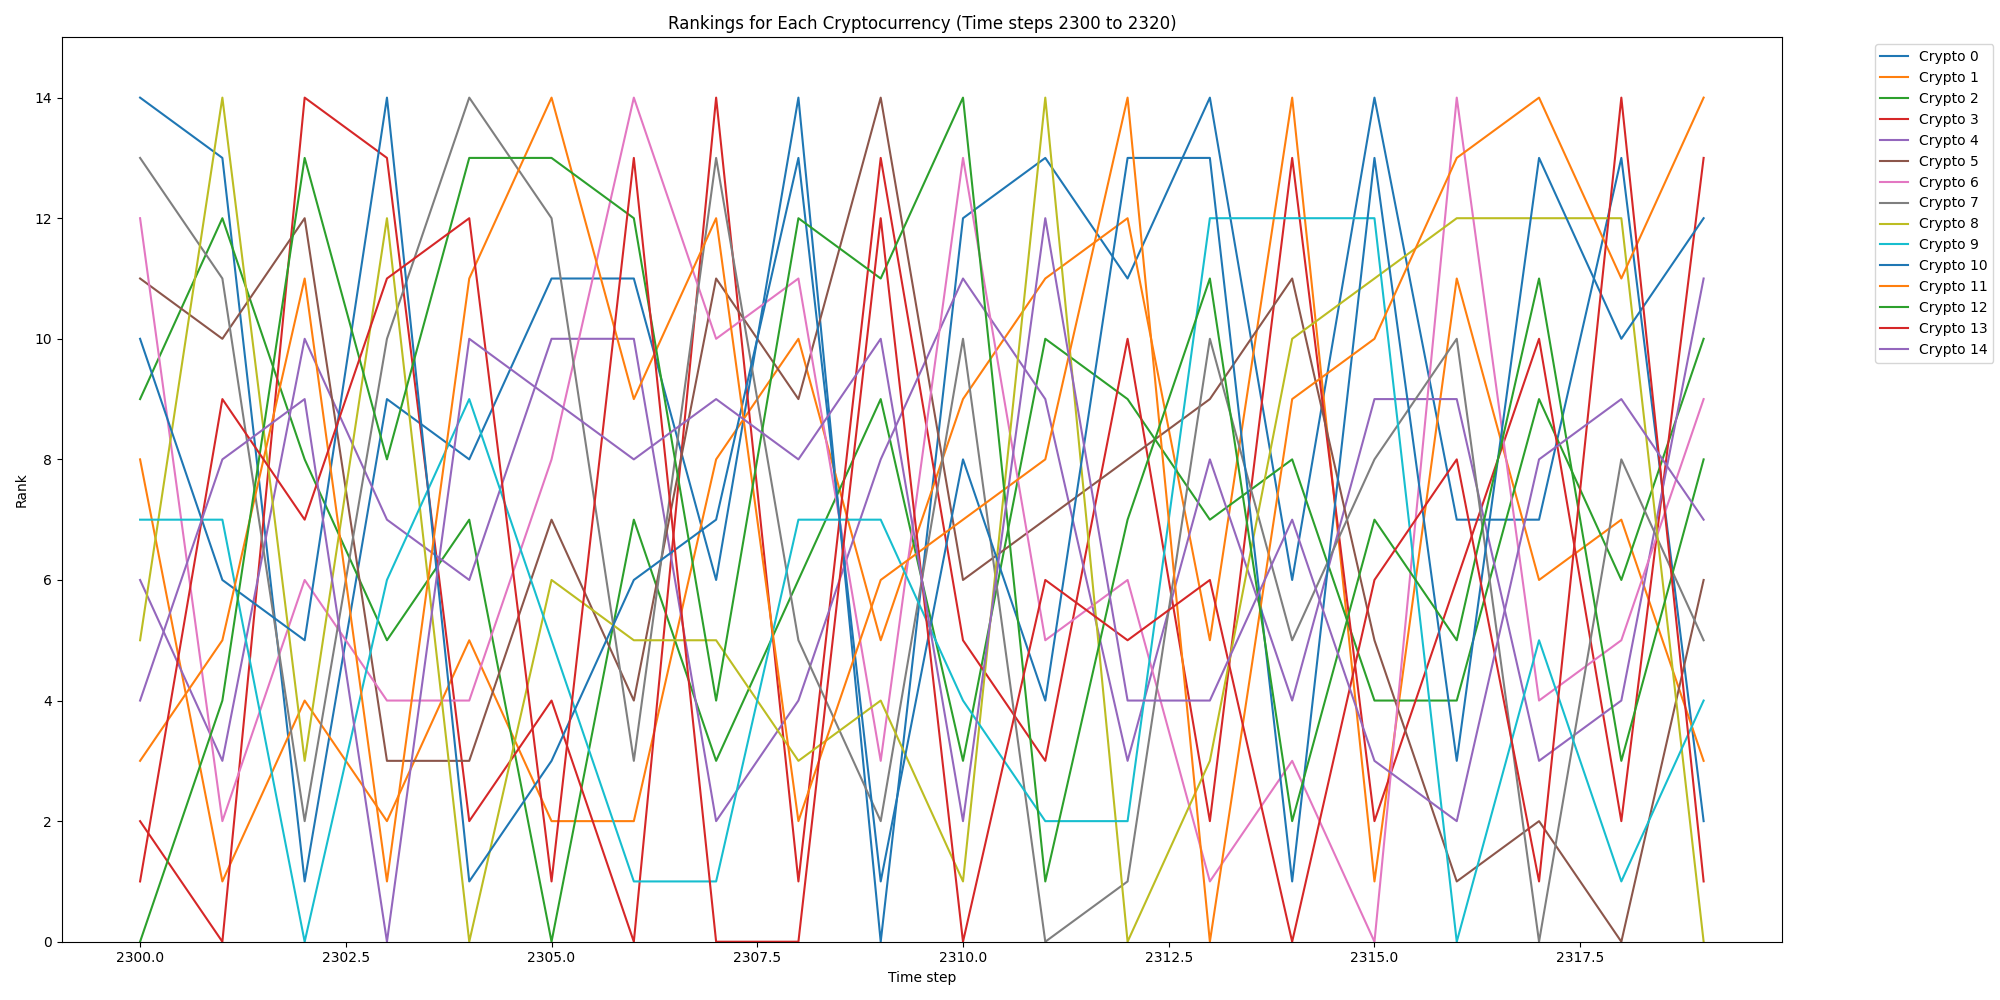 Rankings for Each Cryptocurrency (Time steps 2300 to 2320)
Rank
14
12
10
8
6
4
2
0
2300.0 2302.5 2305.0 2307.5 2310.0 2312.5 2315.0 2317.5
Time step
Crypto 0
Crypto 1
Crypto 2
Crypto 3
Crypto 4
Crypto 5
Crypto 6
Crypto 7
Crypto 8
Crypto 9
Crypto 10
Crypto 11
Crypto 12
Crypto 13
Crypto 14